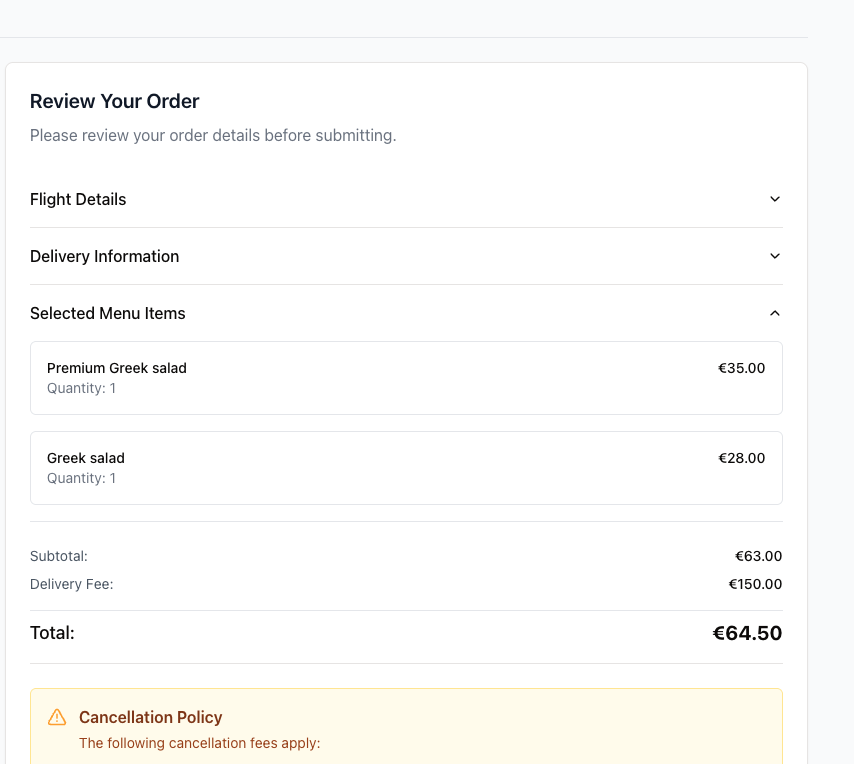 Review Your Order
Please review your order details before submitting.
Flight Details
Delivery Information
Selected Menu Items
Premium Greek salad €35.00
Quantity: 1
Greek salad €28.00
Quantity: 1
Subtotal: €63.00
Delivery Fee: €150.00
Total: €64.50
Cancellation Policy
The following cancellation fees apply: